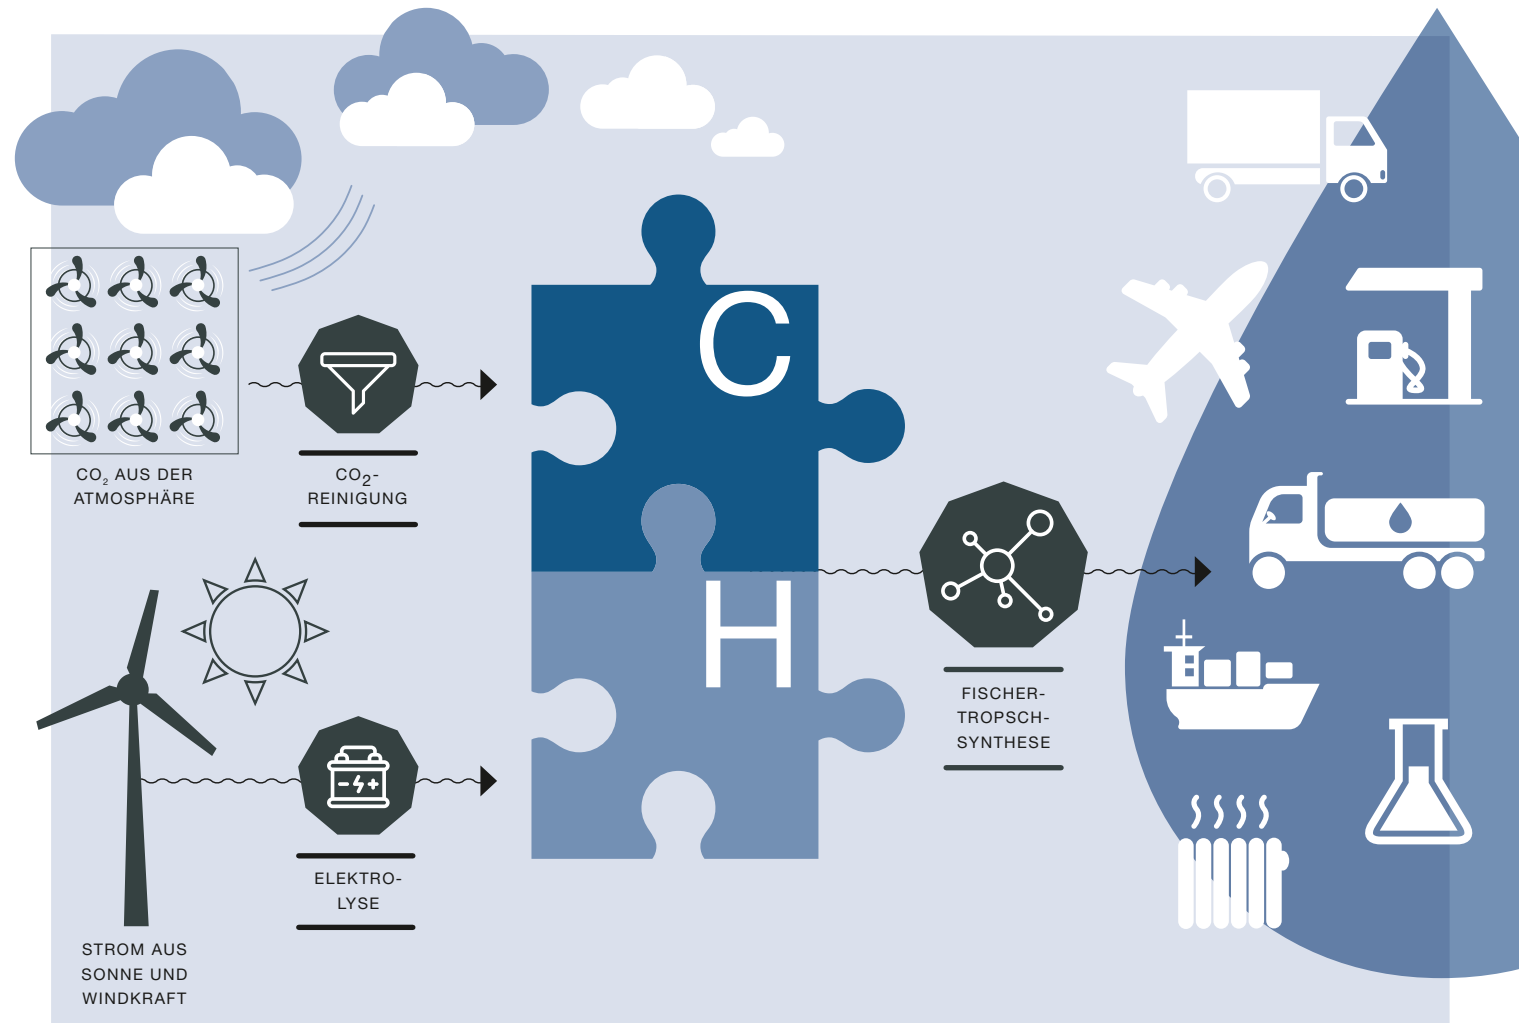 C
CO₂ AUS DER
ATMOSPHÄRE
CO₂-
REINIGUNG
H
FISCHER-
TROPSCH-
SYNTHESE
ELEKTRO-
LYSE
STROM AUS
SONNE UND
WINDKRAFT